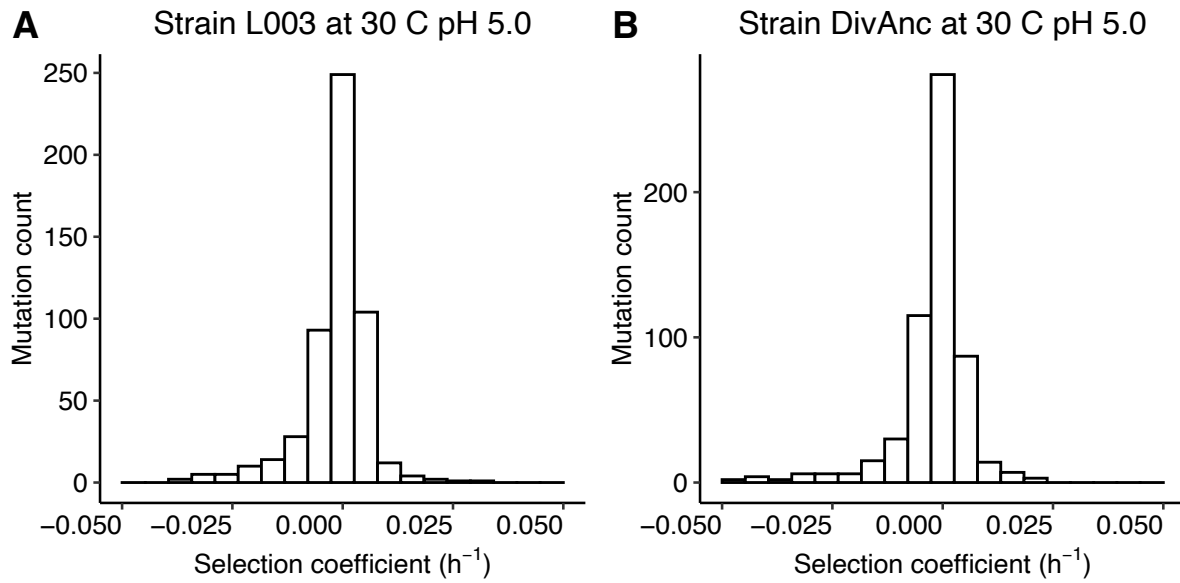 A Strain L003 at 30 C pH 5.0
250
200
150
100
50
0
Mutation count
−0.050 −0.025 0.000 0.025 0.050
Selection coefficient (h⁻¹)
B Strain DivAnc at 30 C pH 5.0
200
100
0
Mutation count
−0.050 −0.025 0.000 0.025 0.050
Selection coefficient (h⁻¹)